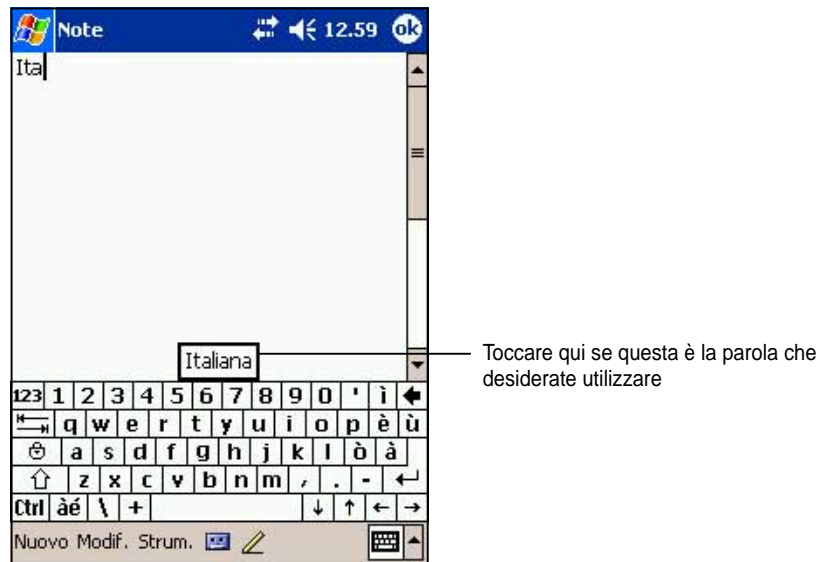 Note 12.59 ok
Ita
Italiana
Toccare qui se questa è la parola che
desiderate utilizzare
123 1 2 3 4 5 6 7 8 9 0 ' ì
q w e r t y u i o p è ù
a s d f g h j k l ò à
z x c v b n m , . -
Ctrl àé \ + ↓ ↑ ← →
Nuovo Modif. Strum.